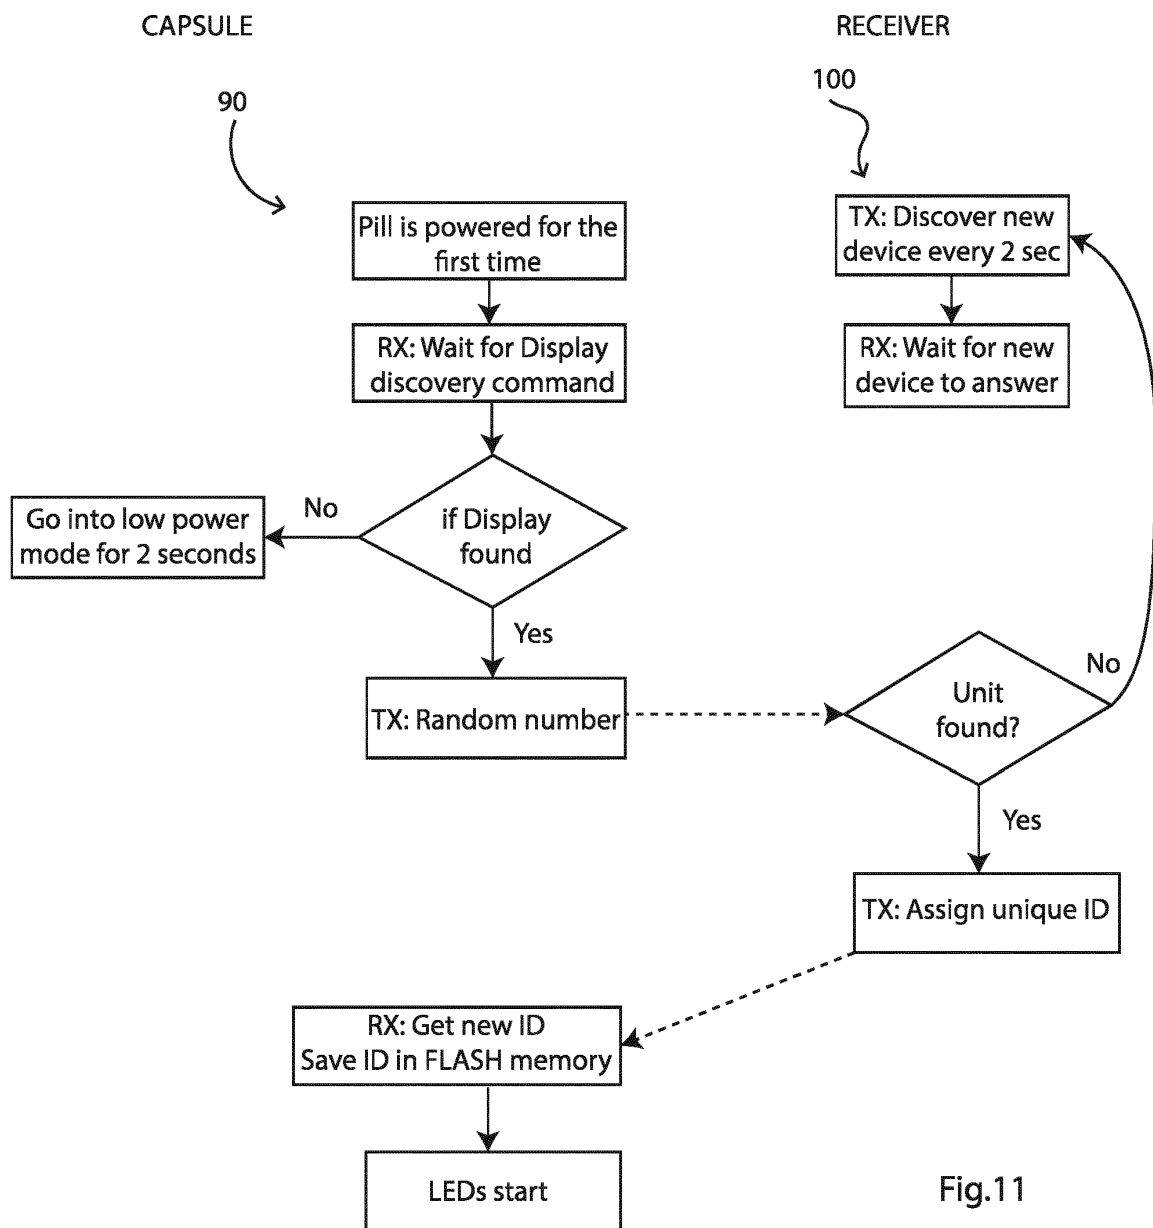 CAPSULE
RECEIVER
90
100
Pill is powered for the
first time
TX: Discover new
device every 2 sec
RX: Wait for Display
discovery command
RX: Wait for new
device to answer
No
Go into low power
mode for 2 seconds
if Display
found
Yes
TX: Random number
No
Unit
found?
Yes
TX: Assign unique ID
RX: Get new ID
Save ID in FLASH memory
LEDs start
Fig.11